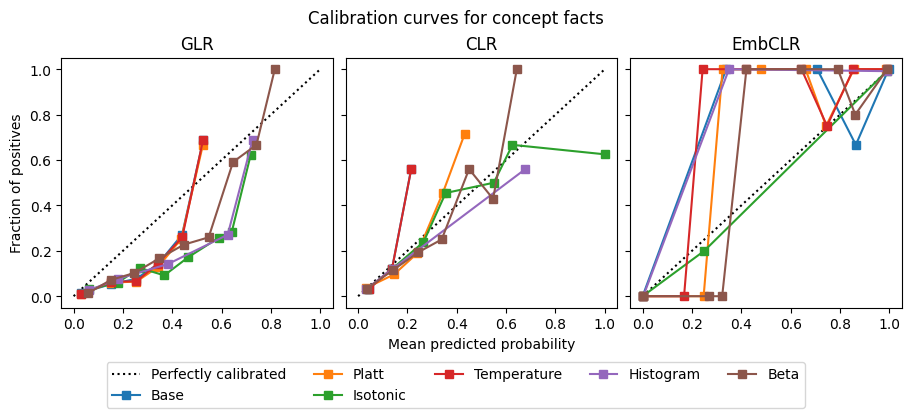 Calibration curves for concept facts
GLR
CLR
EmbCLR
Fraction of positives
1.0
0.8
0.6
0.4
0.2
0.0
0.0 0.2 0.4 0.6 0.8 1.0
0.0 0.2 0.4 0.6 0.8 1.0
0.0 0.2 0.4 0.6 0.8 1.0
Mean predicted probability
Perfectly calibrated
Base
Platt
Isotonic
Temperature
Histogram
Beta